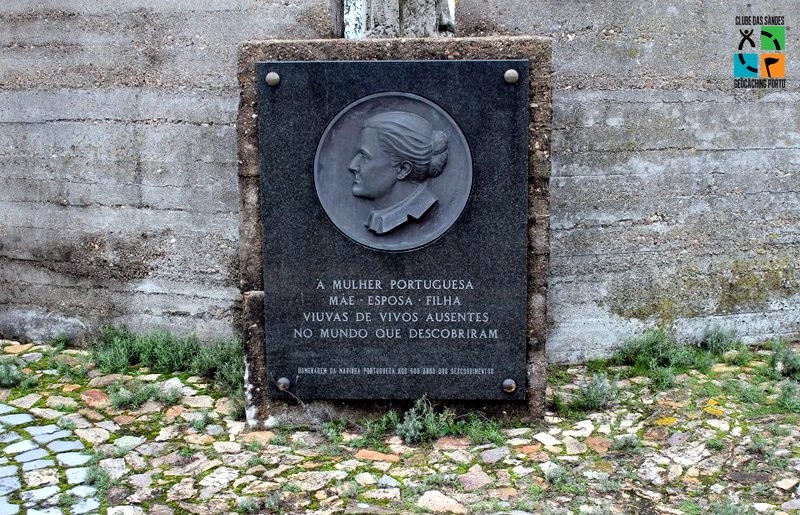 CLUBE DAS SANDES
GEOCACHING PORTO
À MULHER PORTUGUESA
MÃE · ESPOSA · FILHA
VIUVAS DE VIVOS AUSENTES
NO MUNDO QUE DESCOBRIRAM
HOMENAGEM DA MARINHA PORTUGUESA NOS 500 ANOS DOS DESCOBRIMENTOS